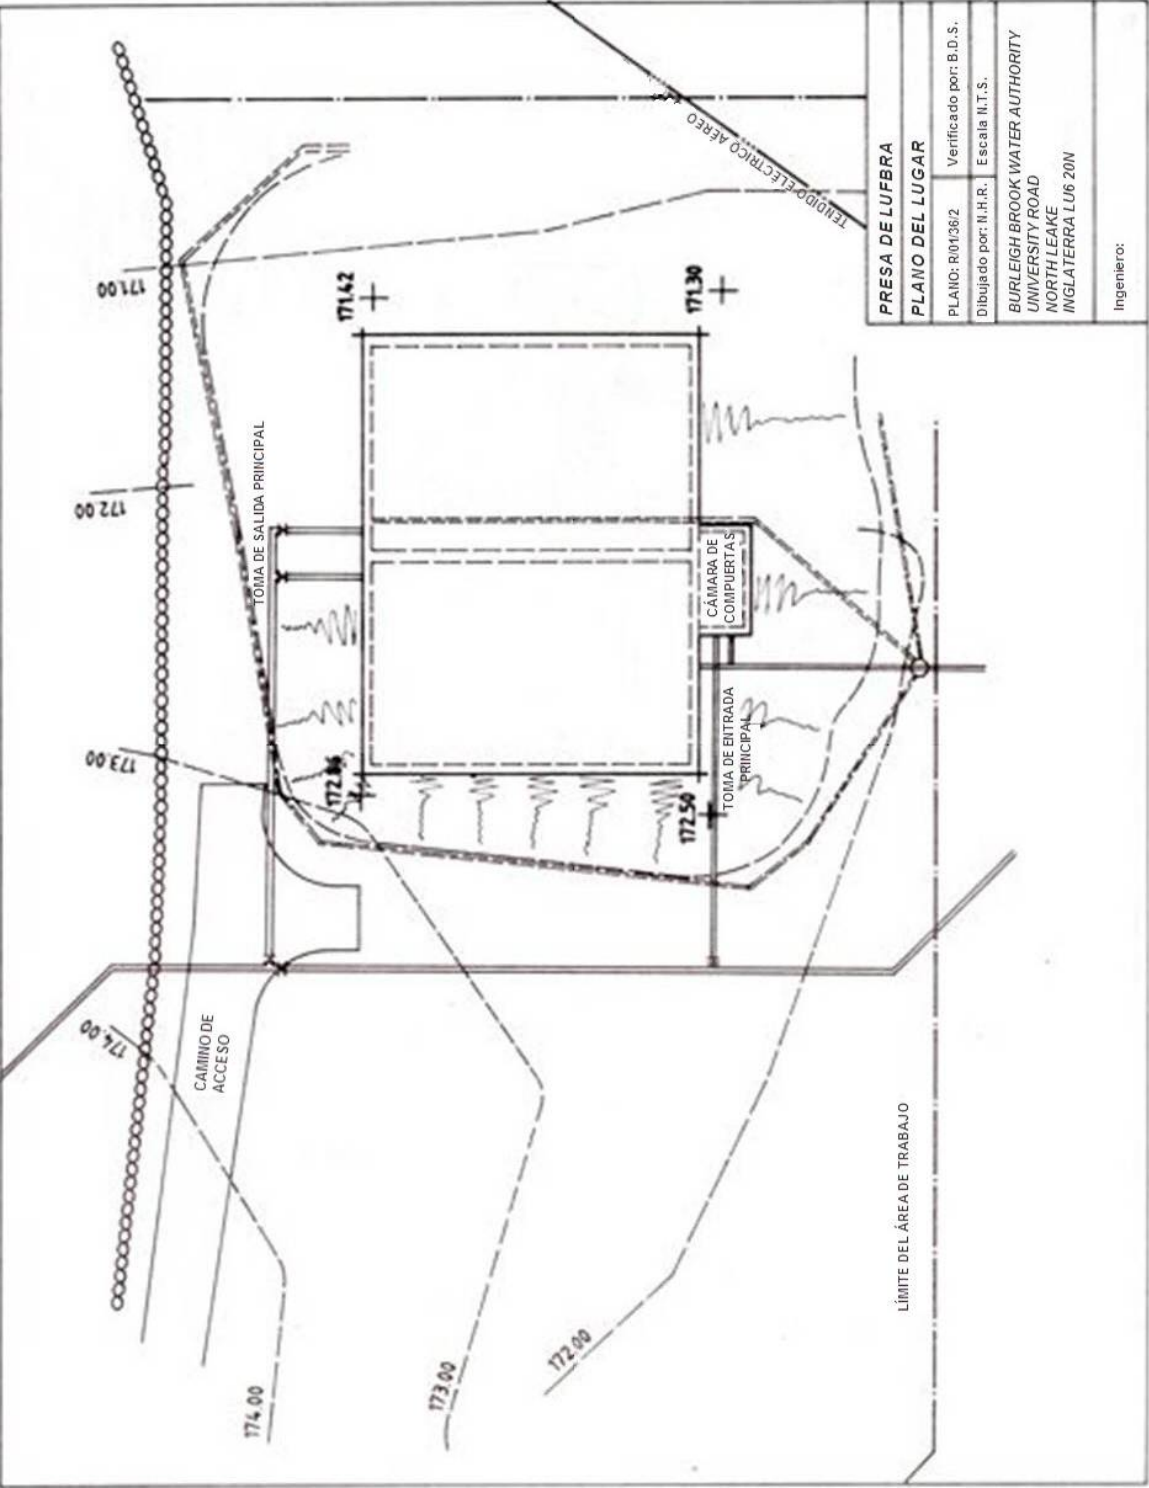 174.00
173.00
172.00
LÍMITE DEL ÁREA DE TRABAJO
174.00
CAMINO DE
ACCESO
173.00
172.86
172.50
TOMA DE ENTRADA
PRINCIPAL
CÁMARA DE
COMPUERTAS
TOMA DE SALIDA PRINCIPAL
172.00
171.00
171.42
171.30
TENDIDO ELÉCTRICO AÉREO
PRESA DE LUFBRA
PLANO DEL LUGAR
PLANO: R/01/36/2
Verificado por: B.D.S.
Dibujado por: N.H.R.
Escala N.T.S.
BURLEIGH BROOK WATER AUTHORITY
UNIVERSITY ROAD
NORTH LEAKE
INGLATERRA LU6 20N
Ingeniero: